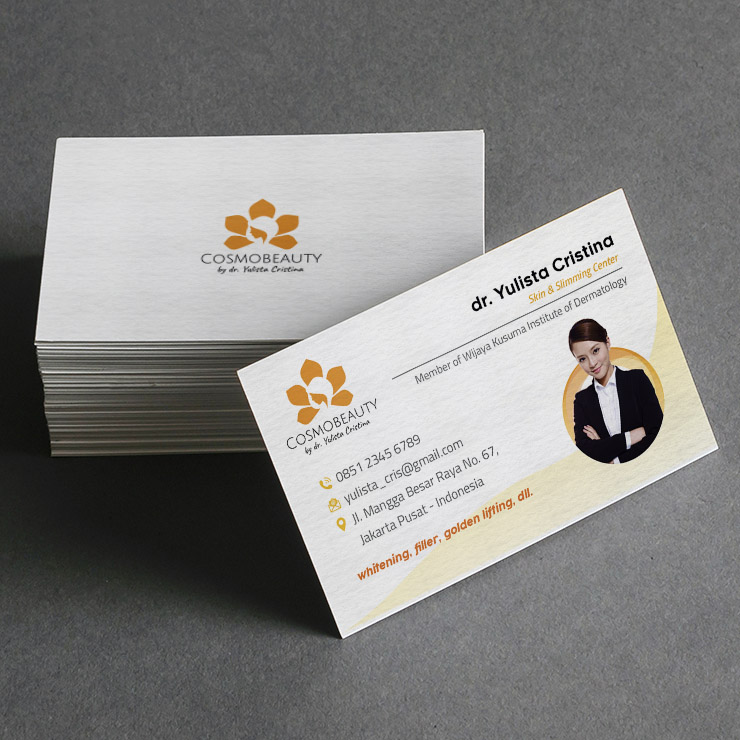 COSMOBEAUTY
by dr. Yulista Cristina
dr. Yulista Cristina
Skin & Slimming Center
Member of Wijaya Kusuma Institute of Dermatology
COSMOBEAUTY
by dr. Yulista Cristina
0851 2345 6789
yulista_cris@gmail.com
Jl. Mangga Besar Raya No. 67,
Jakarta Pusat - Indonesia
whitening, filler, golden lifting, dll.